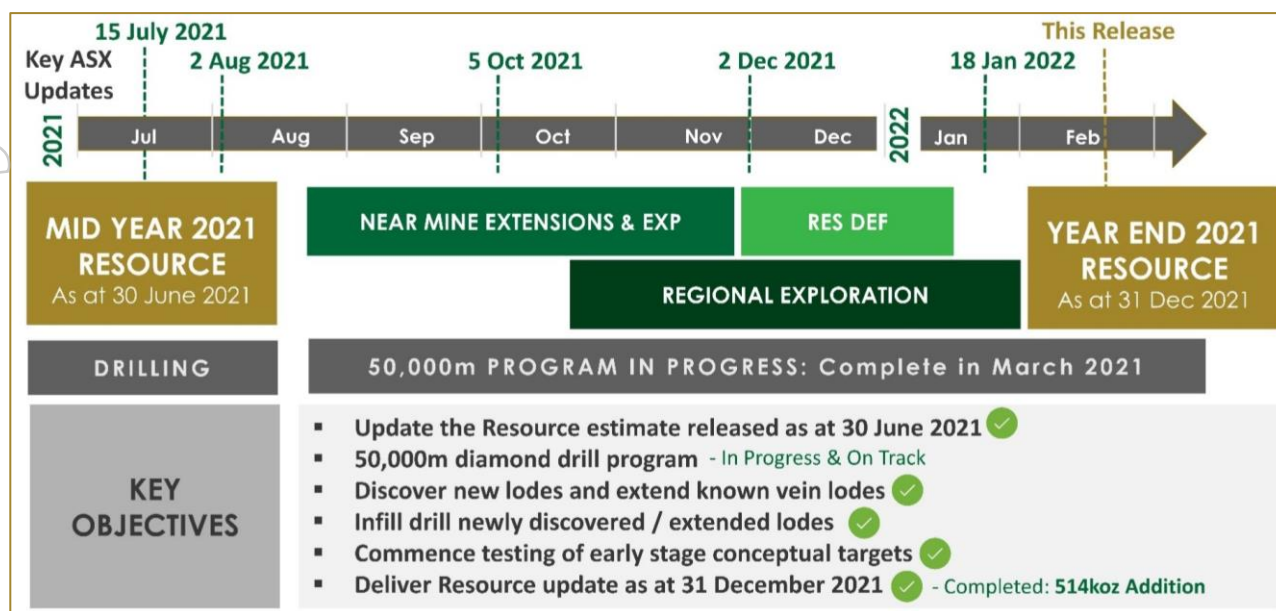 15 July 2021
This Release
Key ASX
Updates
2 Aug 2021
5 Oct 2021
2 Dec 2021
18 Jan 2022
2021
Jul
Aug
Sep
Oct
Nov
Dec
2022
Jan
Feb
MID YEAR 2021
RESOURCE
As at 30 June 2021
NEAR MINE EXTENSIONS & EXP
RES DEF
REGIONAL EXPLORATION
YEAR END 2021
RESOURCE
As at 31 Dec 2021
DRILLING
50,000m PROGRAM IN PROGRESS: Complete in March 2021
KEY
OBJECTIVES
▪ Update the Resource estimate released as at 30 June 2021
▪ 50,000m diamond drill program - In Progress & On Track
▪ Discover new lodes and extend known vein lodes
▪ Infill drill newly discovered / extended lodes
▪ Commence testing of early stage conceptual targets
▪ Deliver Resource update as at 31 December 2021 - Completed: 514koz Addition